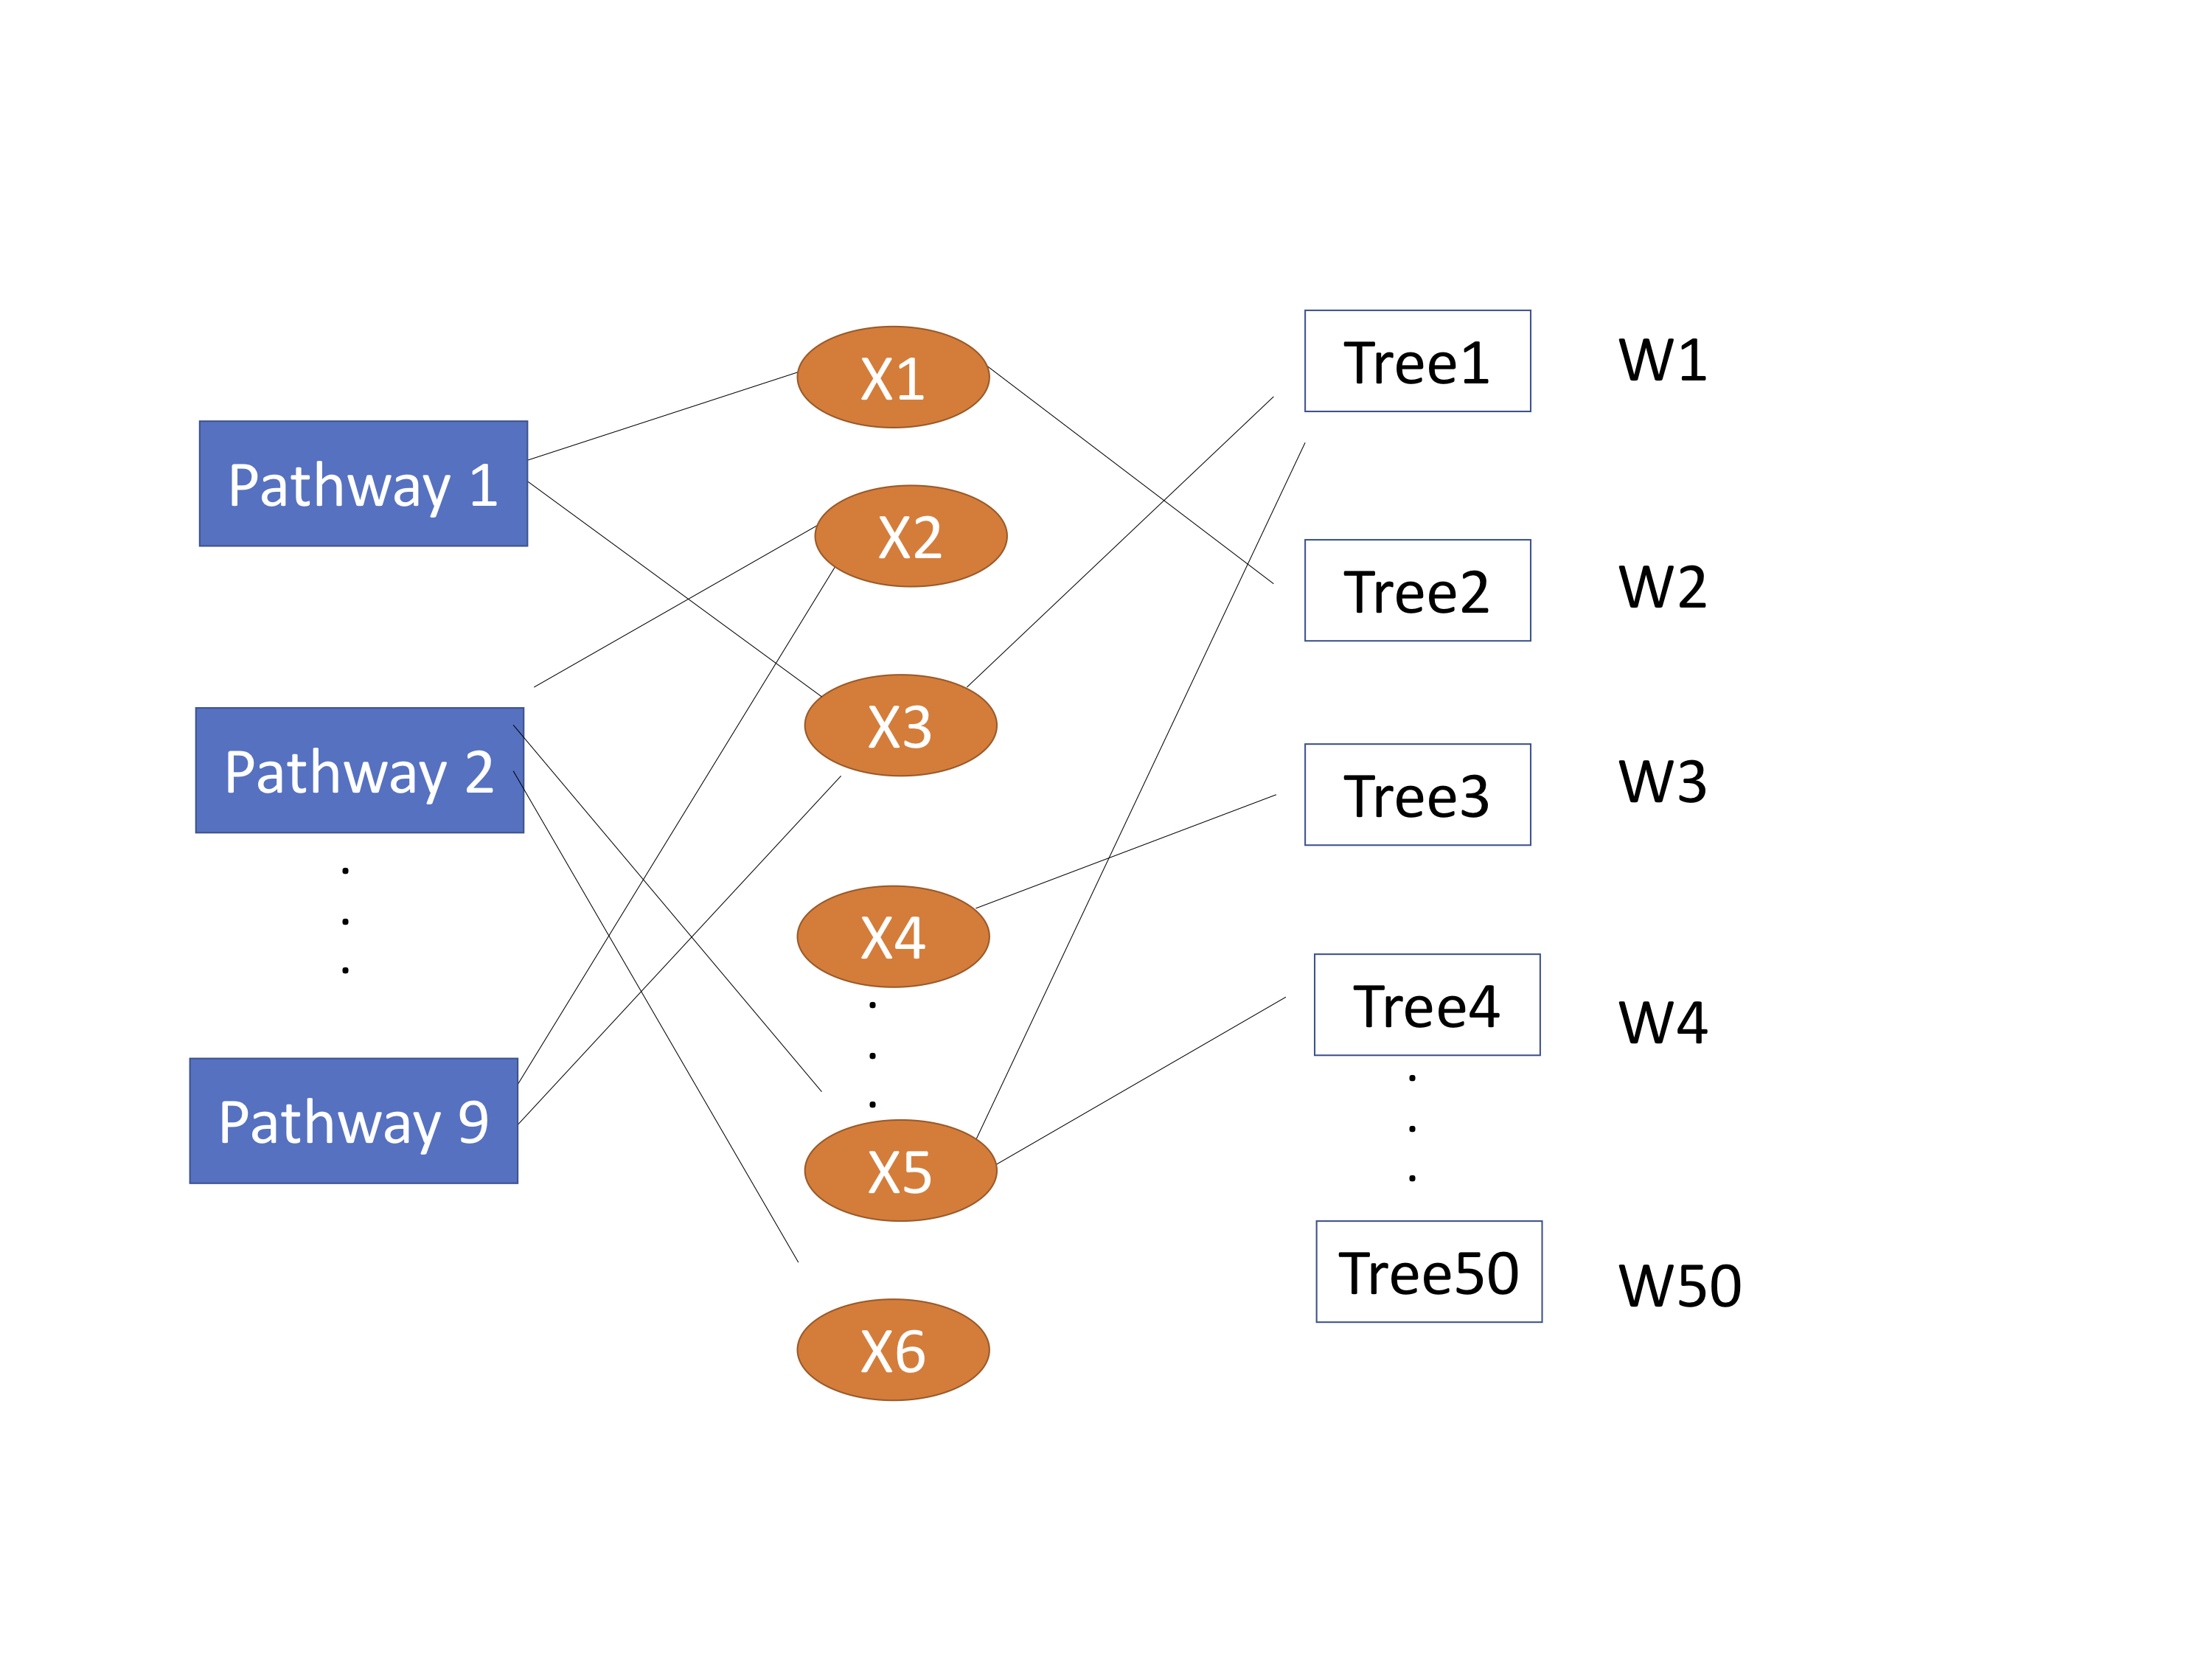 Pathway 1
Pathway 2
.
.
.
Pathway 9
X1
X2
X3
X4
.
.
.
X5
X6
Tree1
Tree2
Tree3
Tree4
.
.
.
Tree50
W1
W2
W3
W4
W50